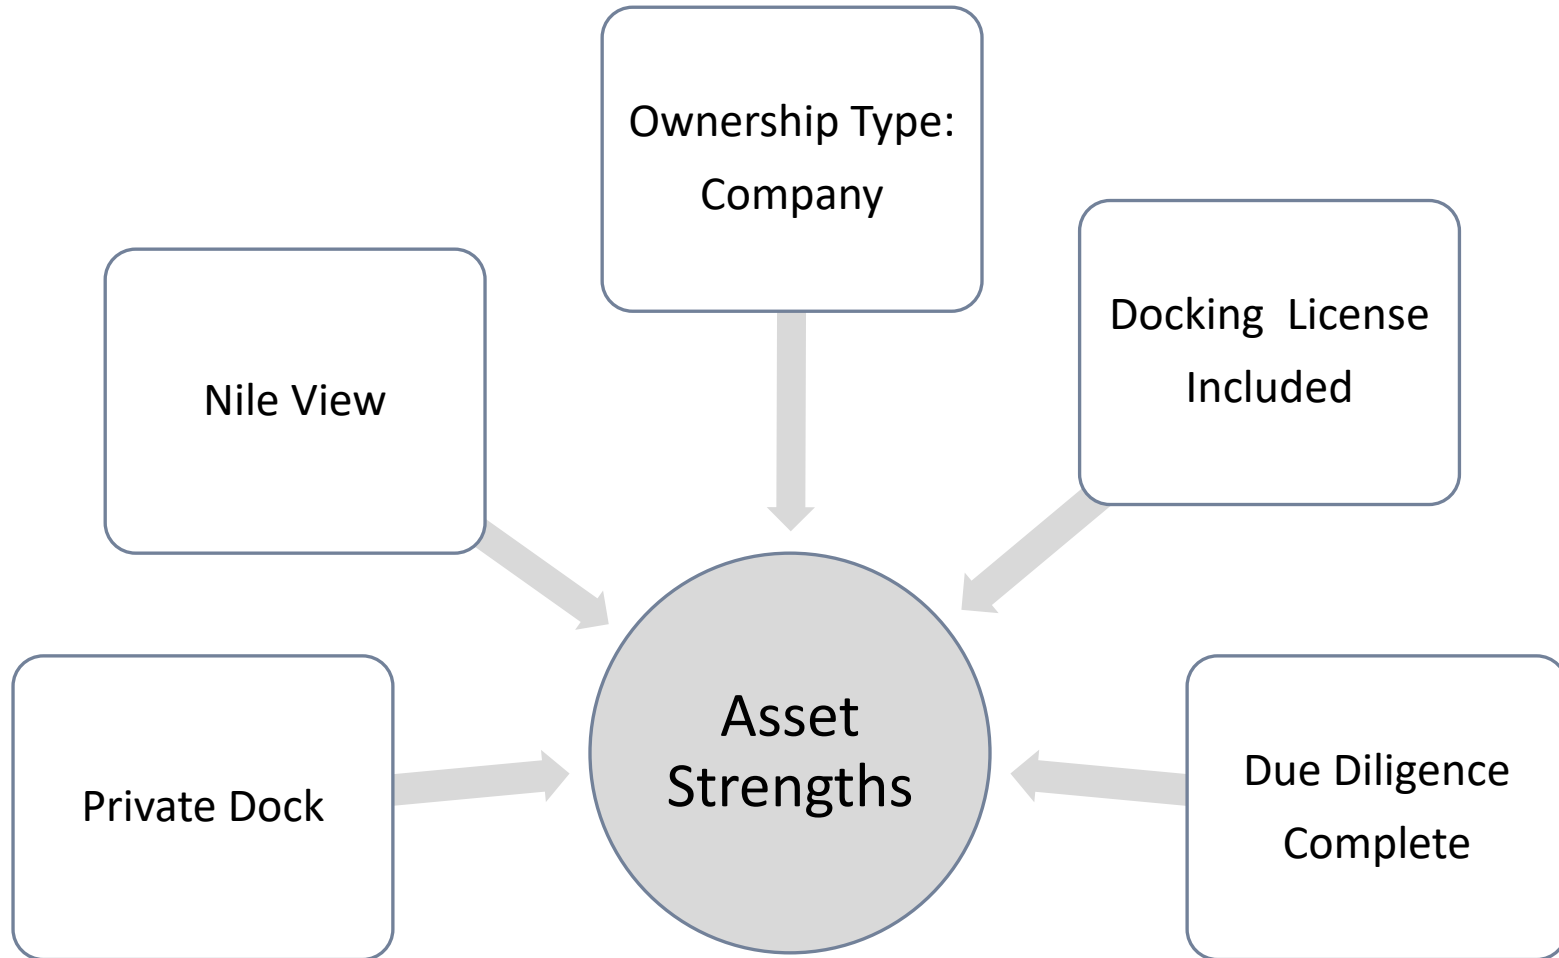 Ownership Type:
Company
Docking  License
Included
Nile View
Asset
Strengths
Private Dock
Due Diligence
Complete